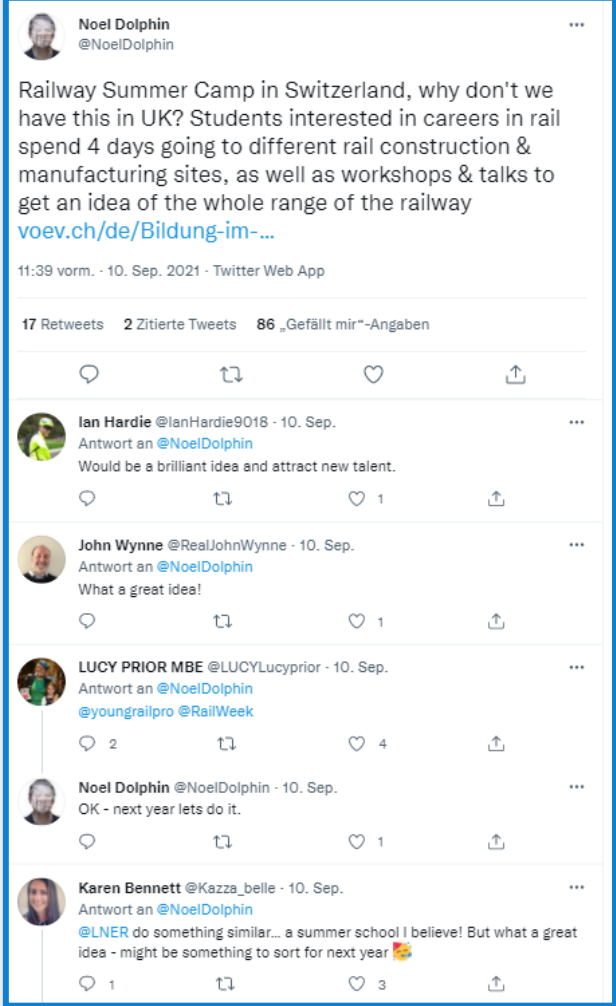 Noel Dolphin
@NoelDolphin
Railway Summer Camp in Switzerland, why don't we
have this in UK? Students interested in careers in rail
spend 4 days going to different rail construction &
manufacturing sites, as well as workshops & talks to
get an idea of the whole range of the railway
voev.ch/de/Bildung-im-...
11:39 vorm. · 10. Sep. 2021 · Twitter Web App
17 Retweets 2 Zitierte Tweets 86 „Gefällt mir“-Angaben
Ian Hardie @IanHardie9018 · 10. Sep.
Antwort an @NoelDolphin
Would be a brilliant idea and attract new talent.
1
John Wynne @RealJohnWynne · 10. Sep.
Antwort an @NoelDolphin
What a great idea!
1
LUCY PRIOR MBE @LUCYLucyprior · 10. Sep.
Antwort an @NoelDolphin
@youngrailpro @RailWeek
2 4
Noel Dolphin @NoelDolphin · 10. Sep.
OK - next year lets do it.
1
Karen Bennett @Kazza_belle · 10. Sep.
Antwort an @NoelDolphin
@LNER do something similar... a summer school I believe! But what a great
idea - might be something to sort for next year 🥳
1 3